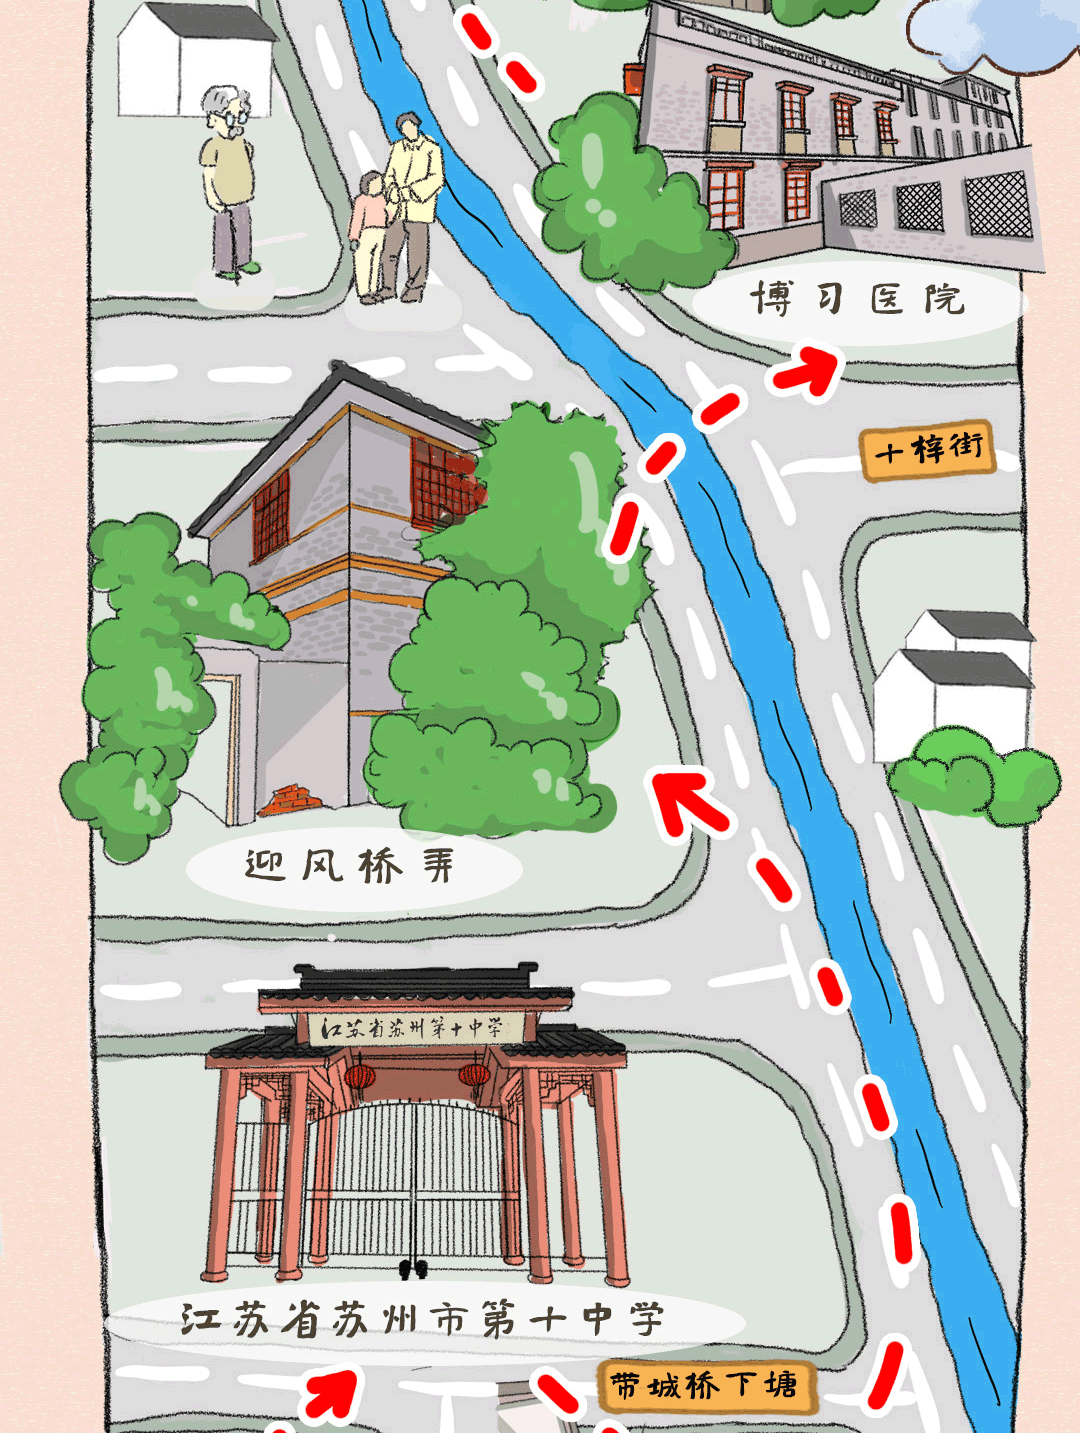 博习医院
十梓街
迎风桥弄
江苏省苏州第十中学
江苏省苏州市第十中学
带城桥下塘